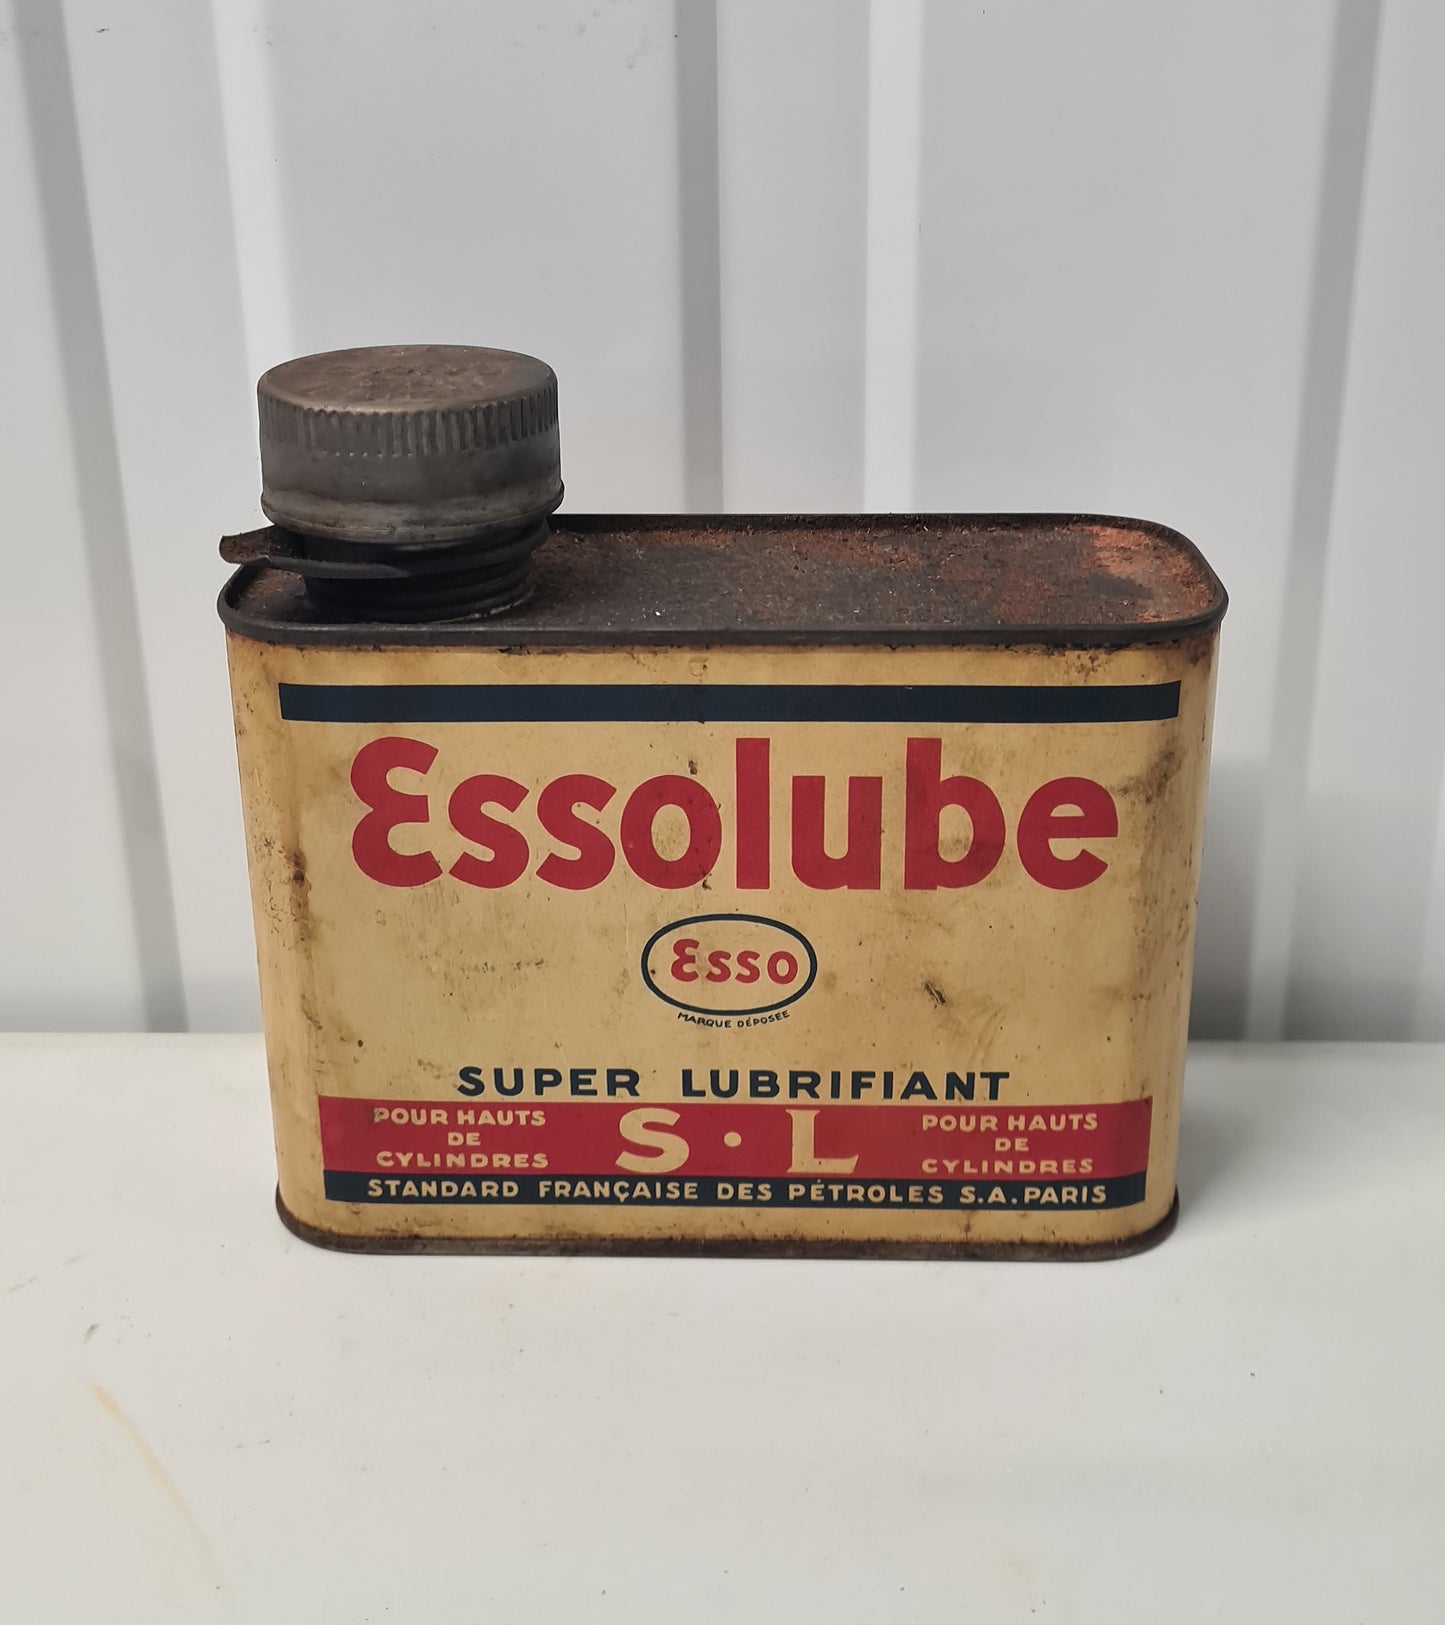 Essolube
Esso
MARQUE DÉPOSÉE
SUPER LUBRIFIANT
POUR HAUTS
DE
CYLINDRES
S·L
POUR HAUTS
DE
CYLINDRES
STANDARD FRANÇAISE DES PÉTROLES S.A. PARIS